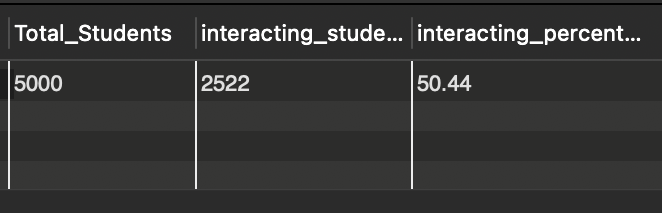 Total_Students interacting_stude... interacting_percent...
5000 2522 50.44